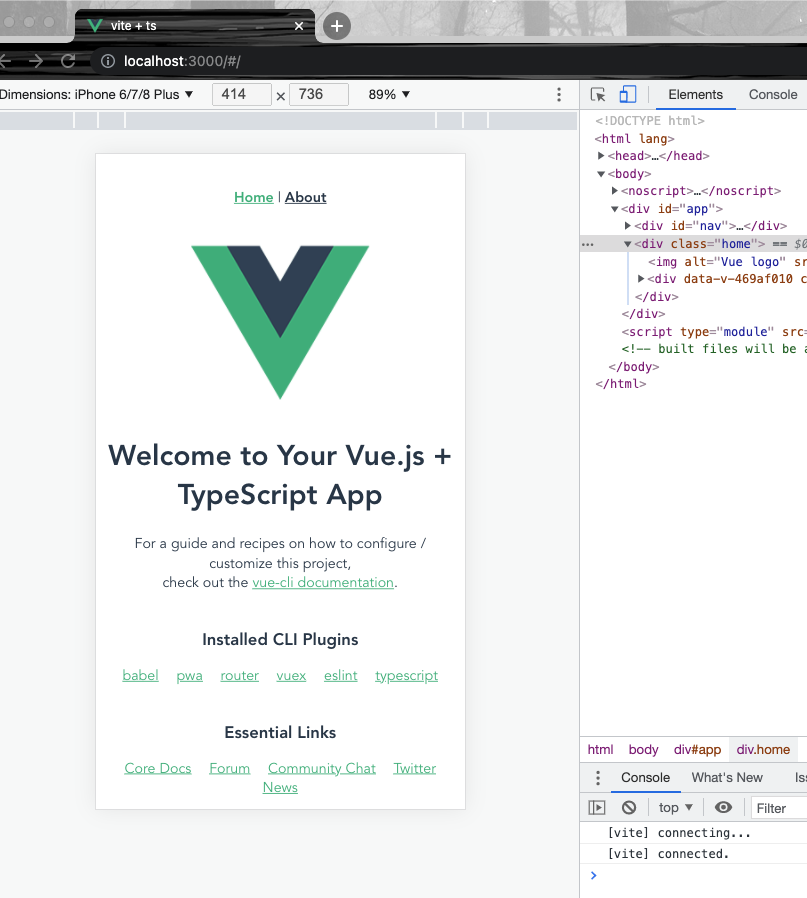 vite + ts
localhost:3000/#/
Dimensions: iPhone 6/7/8 Plus ▼ 414 × 736 89% ▼
Elements Console
Home | About
Welcome to Your Vue.js +
TypeScript App
For a guide and recipes on how to configure /
customize this project,
check out the vue-cli documentation.
Installed CLI Plugins
babel pwa router vuex eslint typescript
Essential Links
Core Docs Forum Community Chat Twitter
News
<!DOCTYPE html>
<html lang>
▶<head>…</head>
▼<body>
▶<noscript>…</noscript>
▼<div id="app">
▶<div id="nav">…</div>
▼<div class="home"> == $0
<img alt="Vue logo" sr
▶<div data-v-469af010 c
</div>
</div>
<script type="module" src=
<!-- built files will be a
</body>
</html>
html body div#app div.home
Console What's New Is
top ▼ Filter
[vite] connecting...
[vite] connected.